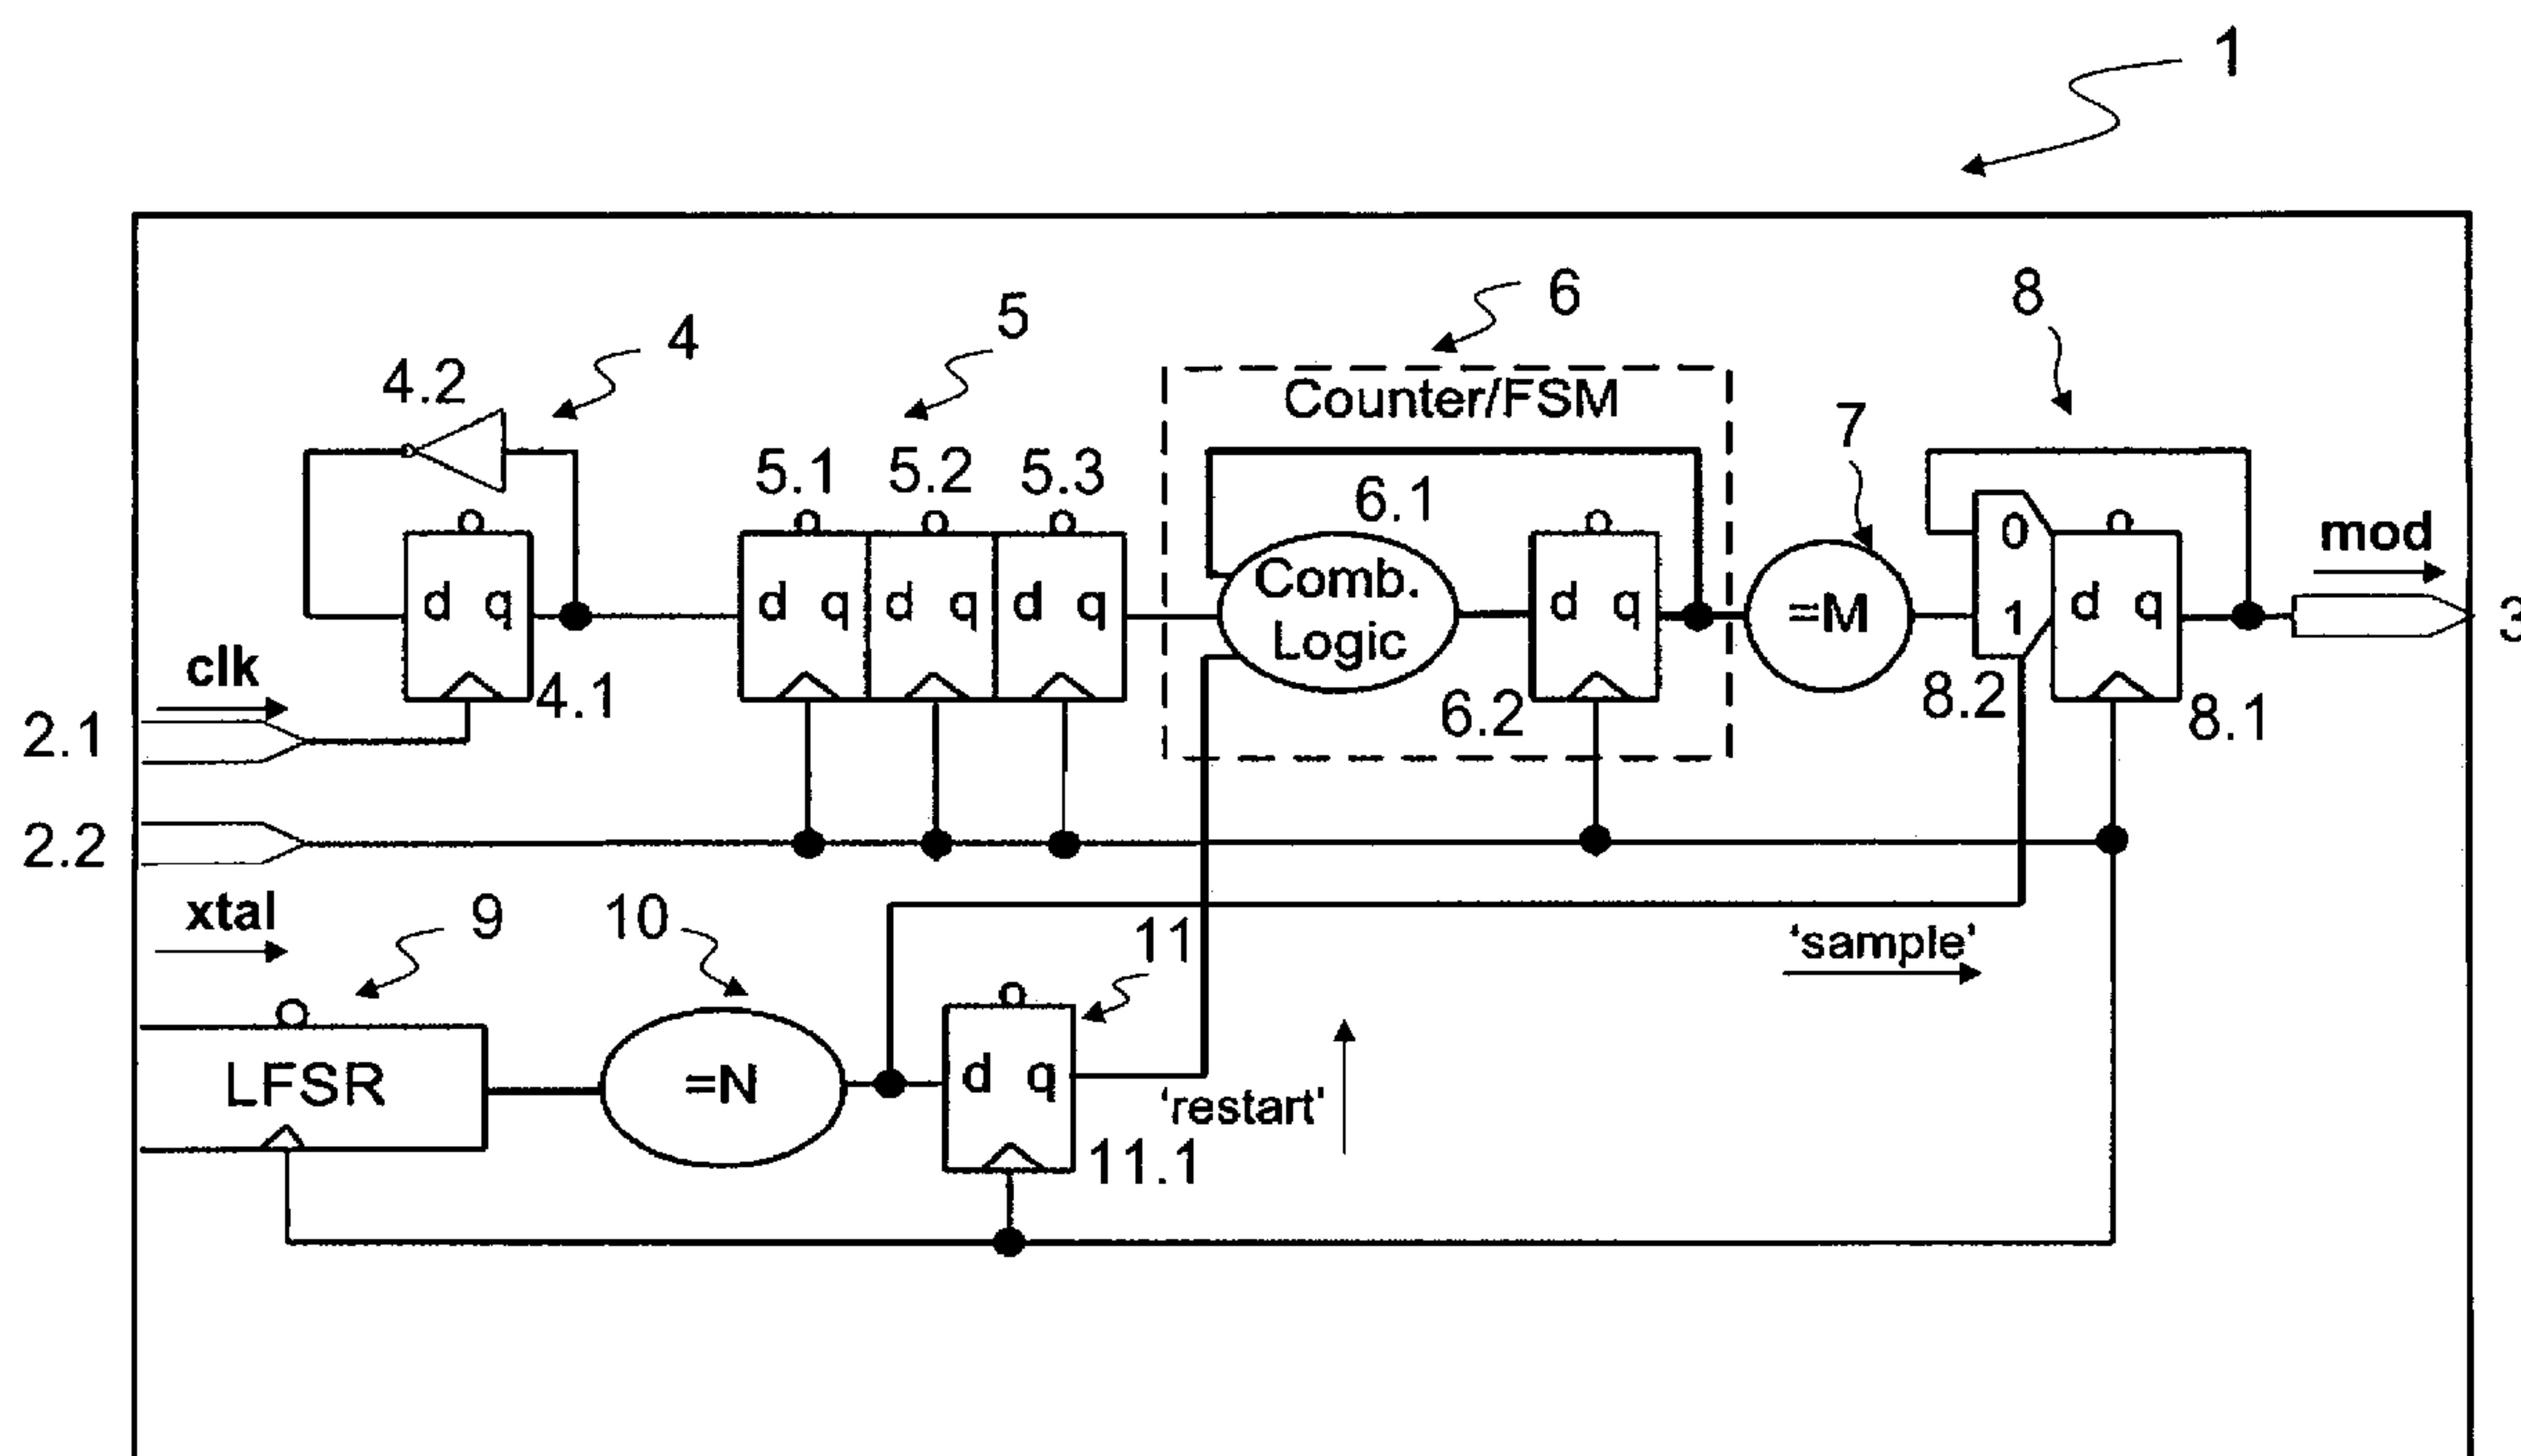 1
4
5
6
8
4.2
Counter/FSM
7
5.1
5.2
5.3
6.1
0
mod
d q
d q
d q
d q
Comb.
Logic
d q
=M
1
d q
3
clk
4.1
6.2
8.2
8.1
2.1
2.2
xtal
9
10
11
'sample'
LFSR
=N
d q
'restart'
11.1